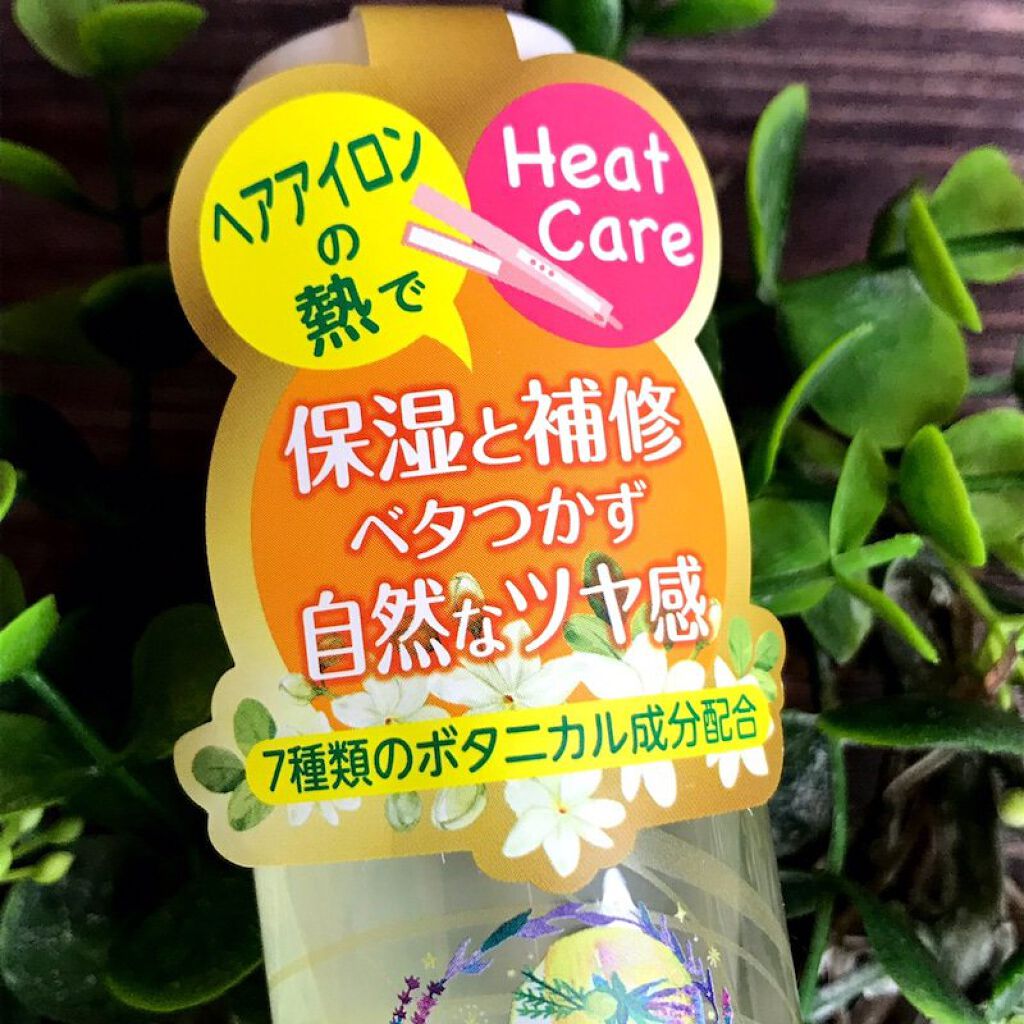 ヘアアイロン
の
熱で
Heat
Care
保湿と補修
ベタつかず
自然なツヤ感
7種類のボタニカル成分配合